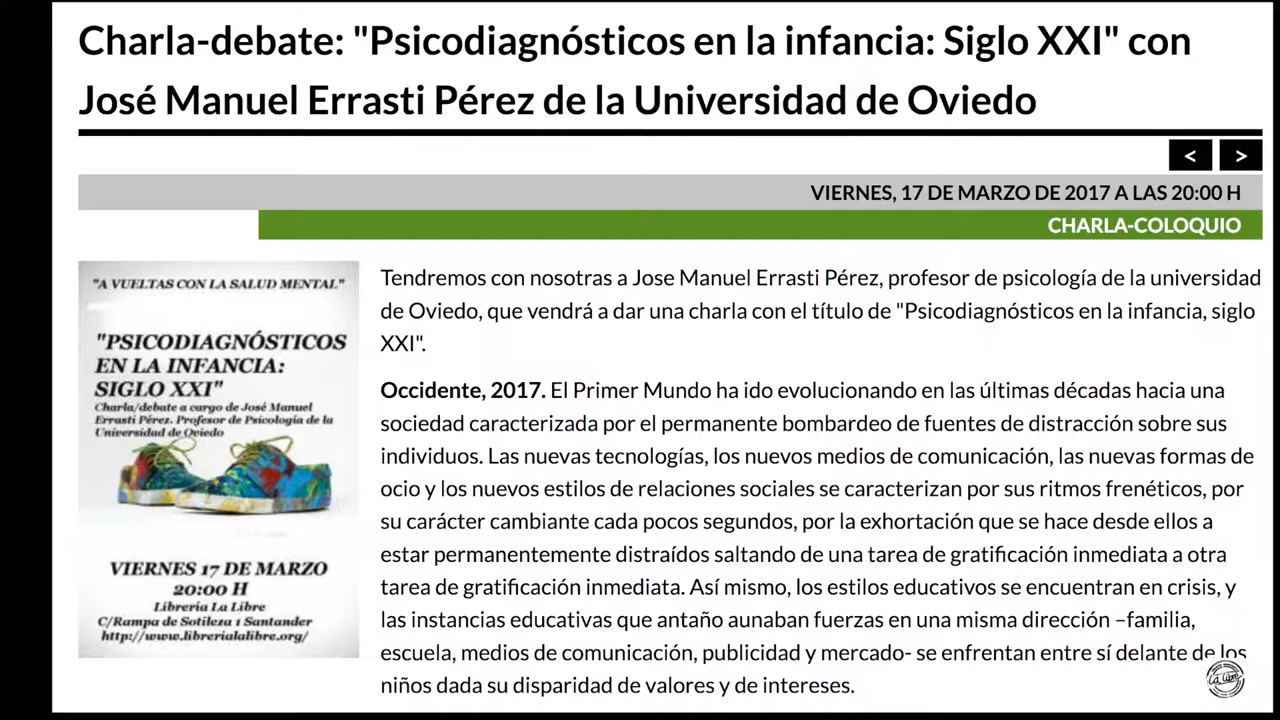 Charla-debate: "Psicodiagnósticos en la infancia: Siglo XXI" con
José Manuel Errasti Pérez de la Universidad de Oviedo
< >
VIERNES, 17 DE MARZO DE 2017 A LAS 20:00 H
CHARLA-COLOQUIO
"A VUELTAS CON LA SALUD MENTAL"
"PSICODIAGNÓSTICOS
EN LA INFANCIA:
SIGLO XXI"
Charla/debate a cargo de José Manuel
Errasti Pérez. Profesor de Psicología de la
Universidad de Oviedo
VIERNES 17 DE MARZO
20:00 H
Librería La Libre
C/Rampa de Sotileza 1 Santander
http://www.librerialalibre.org/
Tendremos con nosotras a Jose Manuel Errasti Pérez, profesor de psicología de la universidad
de Oviedo, que vendrá a dar una charla con el título de "Psicodiagnósticos en la infancia, siglo
XXI".
Occidente, 2017. El Primer Mundo ha ido evolucionando en las últimas décadas hacia una
sociedad caracterizada por el permanente bombardeo de fuentes de distracción sobre sus
individuos. Las nuevas tecnologías, los nuevos medios de comunicación, las nuevas formas de
ocio y los nuevos estilos de relaciones sociales se caracterizan por sus ritmos frenéticos, por
su carácter cambiante cada pocos segundos, por la exhortación que se hace desde ellos a
estar permanentemente distraídos saltando de una tarea de gratificación inmediata a otra
tarea de gratificación inmediata. Así mismo, los estilos educativos se encuentran en crisis, y
las instancias educativas que antaño aunaban fuerzas en una misma dirección –familia,
escuela, medios de comunicación, publicidad y mercado- se enfrentan entre sí delante de los
niños dada su disparidad de valores y de intereses.
La Libre